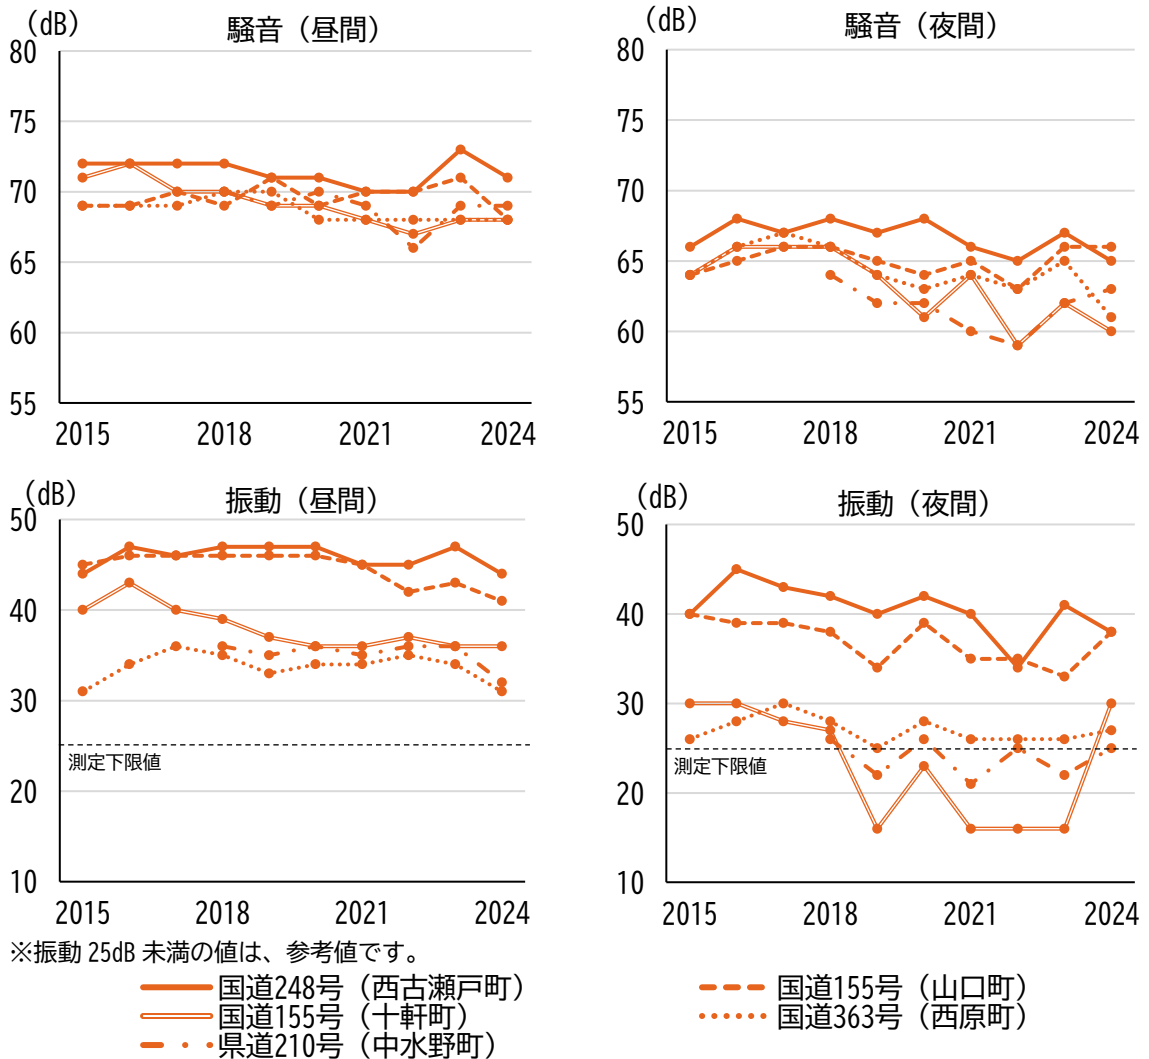 (dB)
騒音（昼間）
80
75
70
65
60
55
2015 2018 2021 2024
(dB)
騒音（夜間）
80
75
70
65
60
55
2015 2018 2021 2024
(dB)
振動（昼間）
50
40
30
測定下限値
20
10
2015 2018 2021 2024
(dB)
振動（夜間）
50
40
30
測定下限値
20
10
2015 2018 2021 2024
※振動 25dB 未満の値は、参考値です。
国道248号（西古瀬戸町）
国道155号（十軒町）
県道210号（中水野町）
国道155号（山口町）
国道363号（西原町）